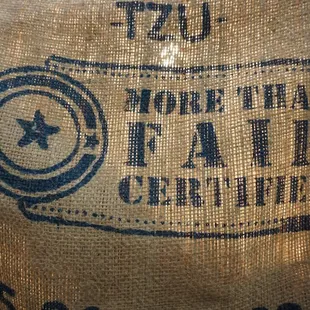 -TZU-
MORE THA
FAI
CERTIFIE